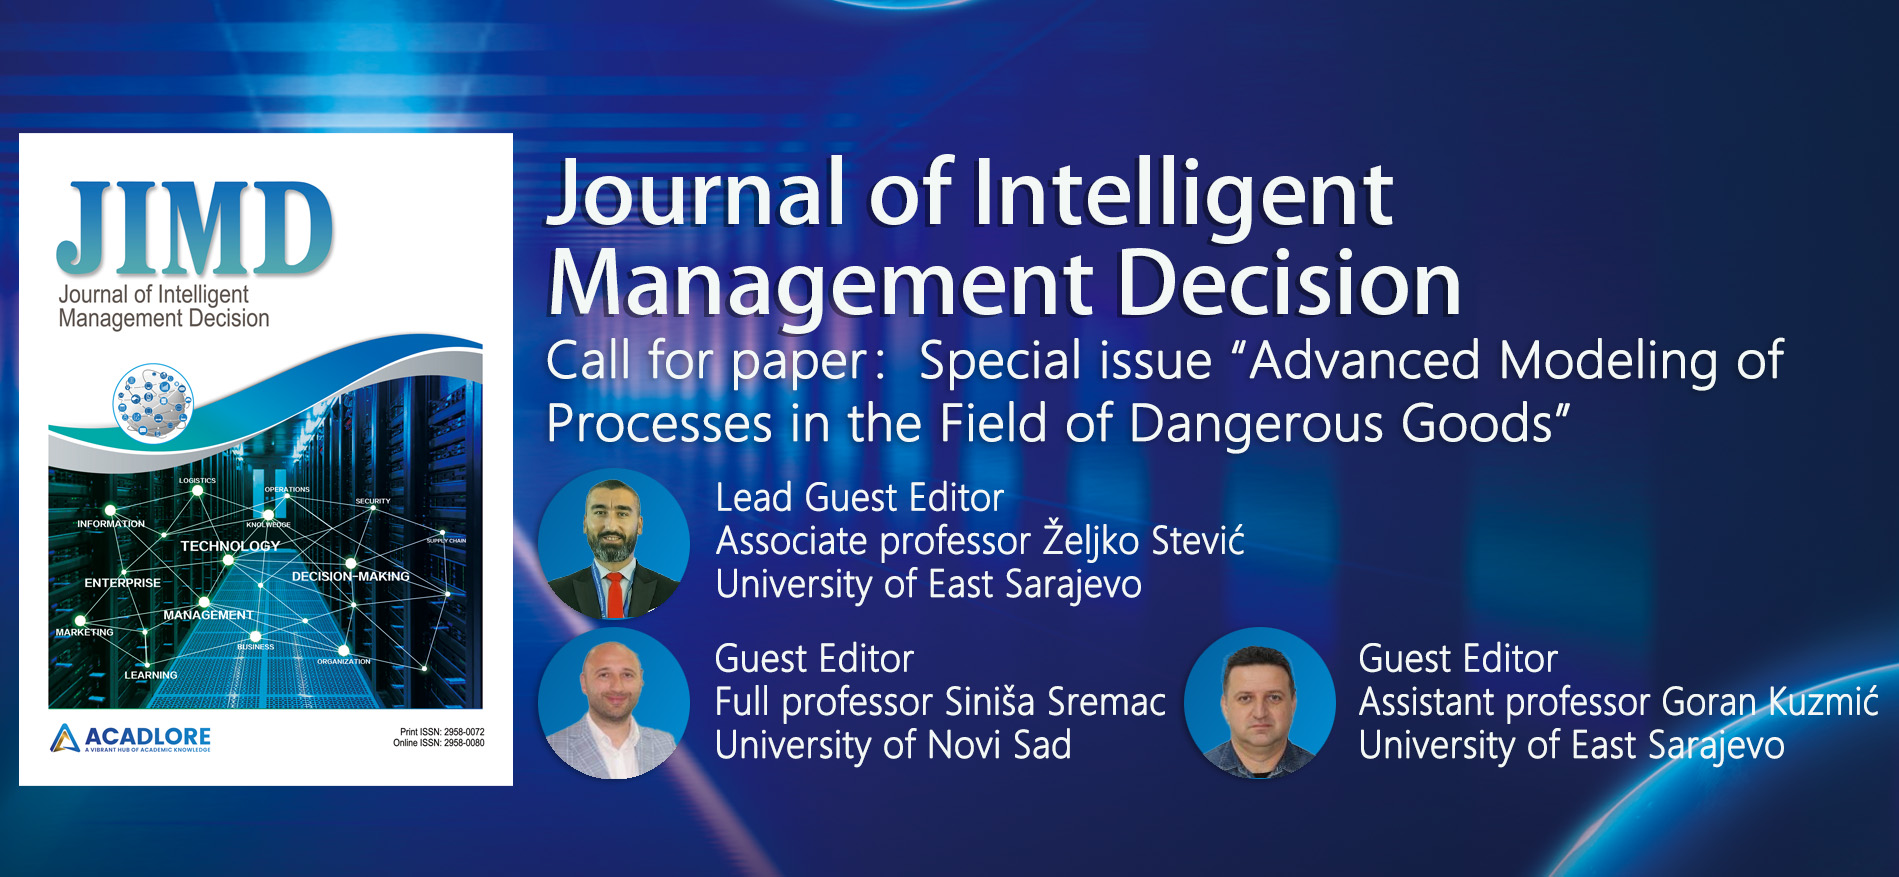 JIMD
Journal of Intelligent
Management Decision
LOGISTICS
OPERATIONS
SECURITY
INFORMATION
KNOLWEDGE
SUPPLY CHAIN
TECHNOLOGY
DECISION-MAKING
ENTERPRISE
MANAGEMENT
MARKETING
BUSINESS
ORGANIZATION
LEARNING
ACADLORE
A VIBRANT HUB OF ACADEMIC KNOWLEDGE
Print ISSN: 2958-0072
Online ISSN: 2958-0080
Journal of Intelligent
Management Decision
Call for paper: Special issue “Advanced Modeling of
Processes in the Field of Dangerous Goods”
Lead Guest Editor
Associate professor Željko Stević
University of East Sarajevo
Guest Editor
Full professor Siniša Sremac
University of Novi Sad
Guest Editor
Assistant professor Goran Kuzmić
University of East Sarajevo